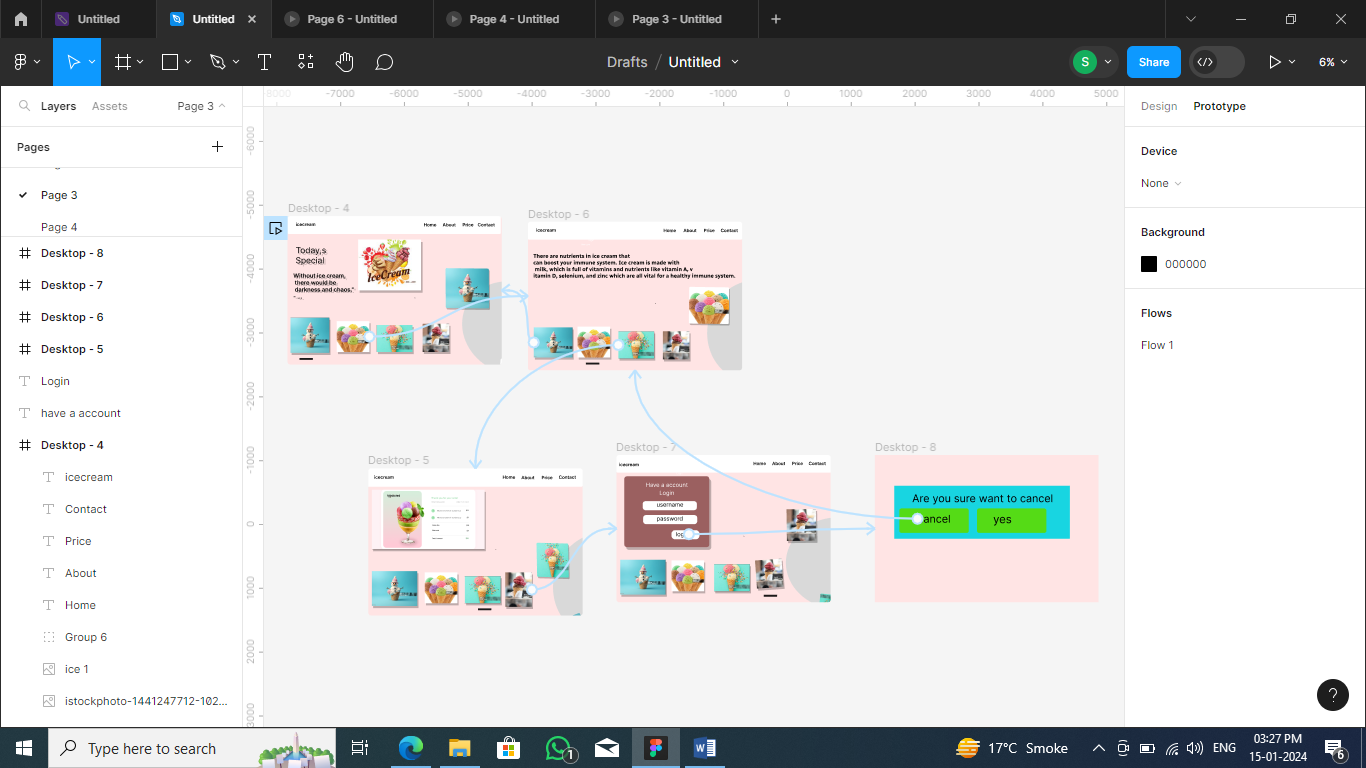 Untitled
Untitled
Page 6 - Untitled
Page 4 - Untitled
Page 3 - Untitled
Drafts / Untitled
S
Share
6%
Layers
Assets
Page 3
Pages
Page 3
Page 4
Desktop - 8
Desktop - 7
Desktop - 6
Desktop - 5
Login
have a account
Desktop - 4
icecream
Contact
Price
About
Home
Group 6
ice 1
istockphoto-1441247712-102...
8000 -7000 -6000 -5000 -4000 -3000 -2000 -1000 0 1000 2000 3000 4000 5000
-6000
-5000
-4000
-3000
-2000
-1000
0
1000
2000
3000
Desktop - 4
icecream
Home About Price Contact
Today,s
Special
Without ice cream,
there would be
darkness and chaos."
IceCream
Desktop - 6
icecream
Home About Price Contact
There are nutrients in ice cream that
can boost your immune system. Ice cream is made with
milk, which is full of vitamins and nutrients like vitamin A, v
itamin D, selenium, and zinc which are all vital for a healthy immune system.
Desktop - 5
icecream
Home About Price Contact
Desktop - 7
icecream
Home About Price Contact
Have a account
Login
username
password
log
Desktop - 8
Are you sure want to cancel
ancel
yes
Design
Prototype
Device
None
Background
000000
Flows
Flow 1
?
Type here to search
1
17°C Smoke
ENG
03:27 PM
15-01-2024
6